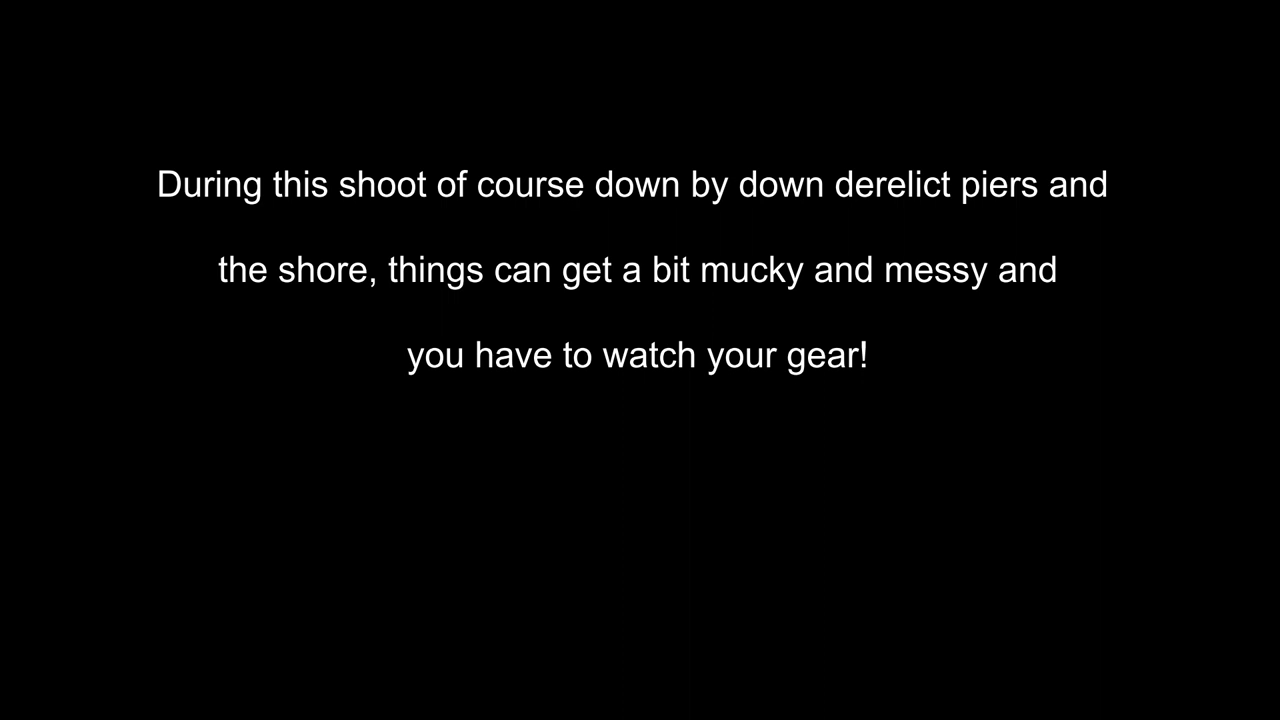 During this shoot of course down by down derelict piers and
the shore, things can get a bit mucky and messy and
you have to watch your gear!